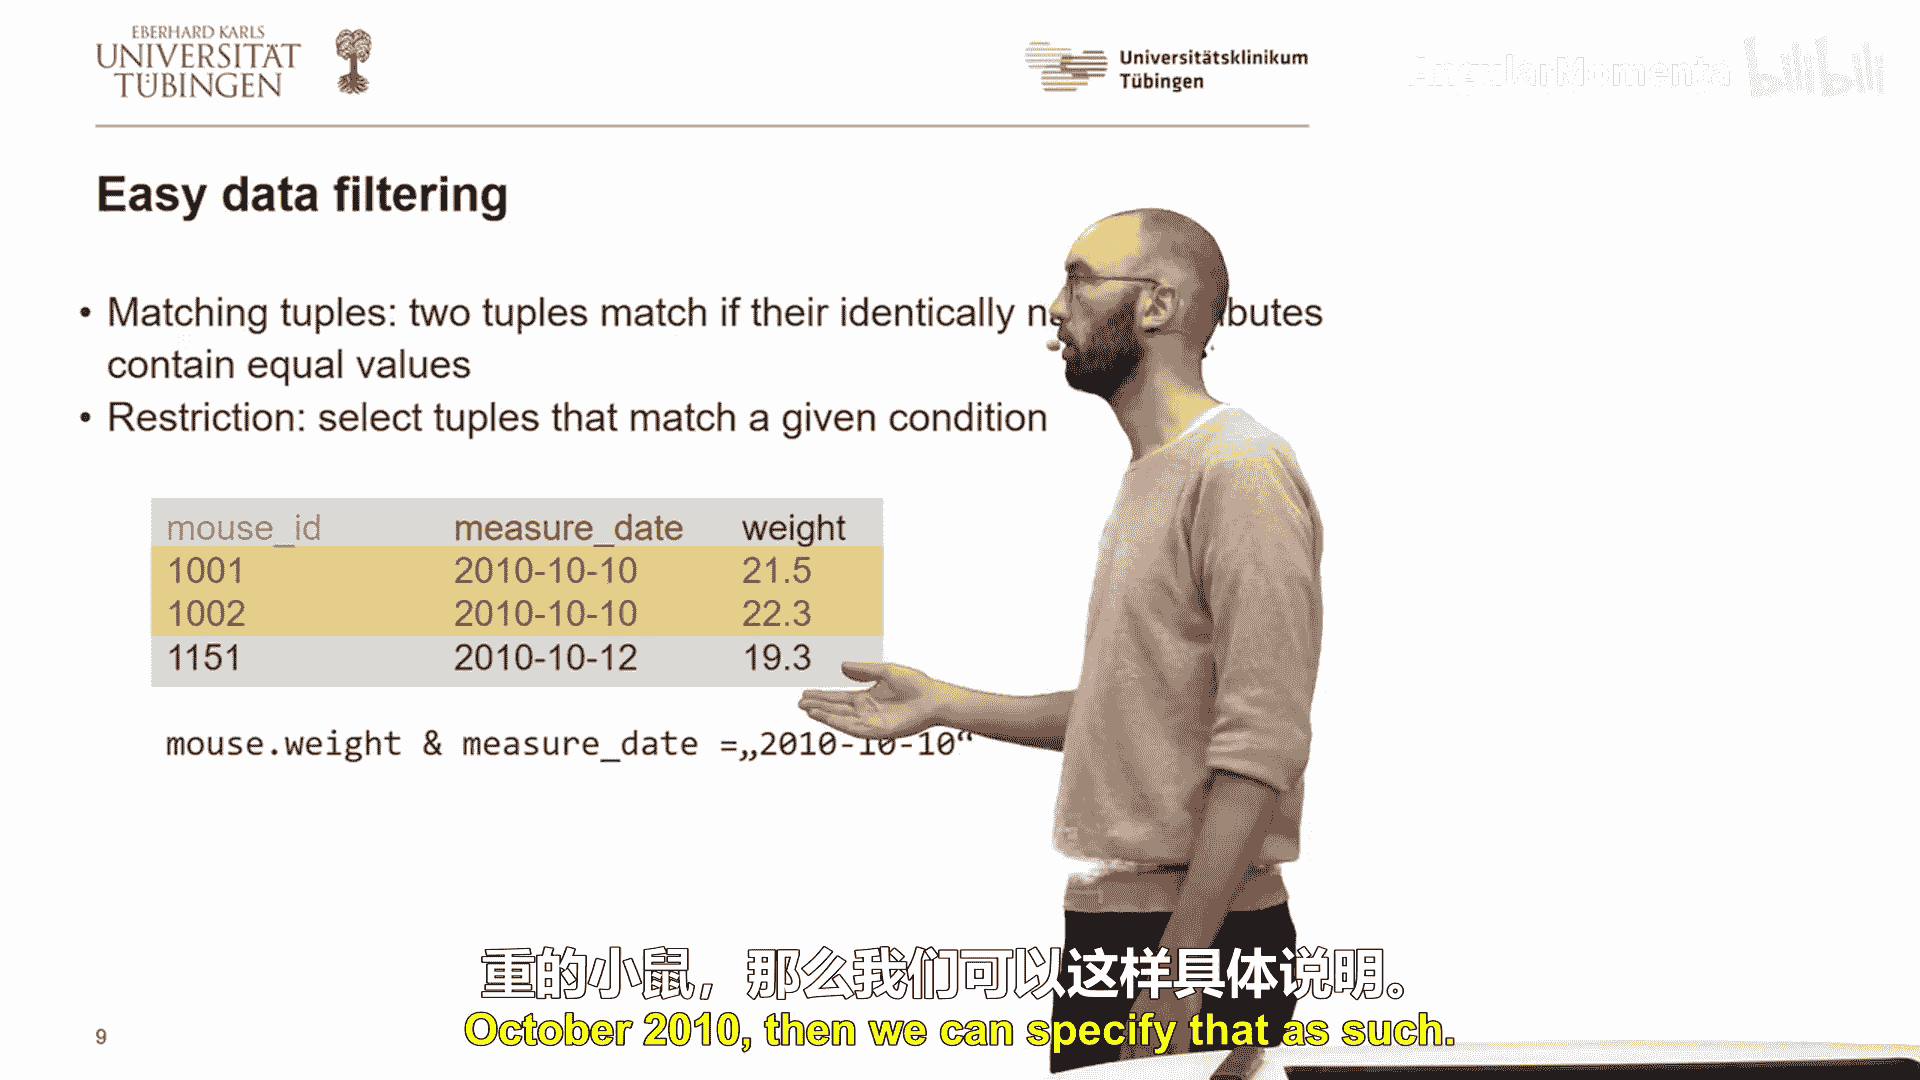 EBERHARD KARLS
UNIVERSITÄT
TÜBINGEN
Universitätsklinikum
Tübingen
AngularMomenta bilibili
Easy data filtering
• Matching tuples: two tuples match if their identically
contain equal values
• Restriction: select tuples that match a given condition
mouse_id measure_date weight
1001 2010-10-10 21.5
1002 2010-10-10 22.3
1151 2010-10-12 19.3
mouse.weight & measure_date =„2010-10-10“
重的小鼠，那么我们可以这样具体说明。
October 2010, then we can specify that as such.
9